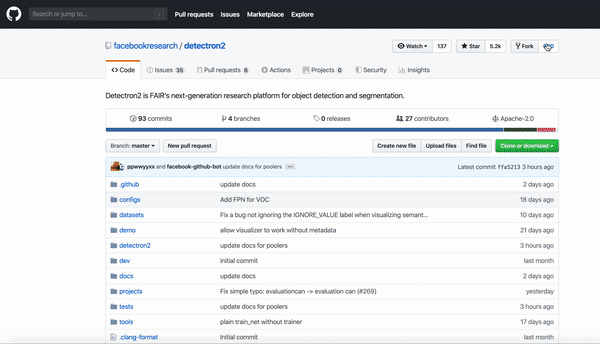 Search or jump to... / Pull requests Issues Marketplace Explore
facebookresearch / detectron2 Watch 137 Star 5.2k Fork
Code Issues 35 Pull requests 6 Actions Projects 0 Security Insights
Detectron2 is FAIR's next-generation research platform for object detection and segmentation.
93 commits 4 branches 0 releases 27 contributors Apache-2.0
Branch: master New pull request Create new file Upload files Find file Clone or download
ppwwyyxx and facebook-github-bot update docs for poolers ... Latest commit ffa5213 3 hours ago
.github update docs 2 days ago
configs Add FPN for VOC 18 days ago
datasets Fix a bug not ignoring the IGNORE_VALUE label when visualizing semant... 10 days ago
demo allow visualizer to work without metadata 21 days ago
detectron2 update docs for poolers 3 hours ago
dev Initial commit last month
docs update docs 2 days ago
projects Fix simple typo: evaluationcan -> evaluation can (#269) yesterday
tests update docs for poolers 3 hours ago
tools plain train_net without trainer 17 days ago
.clang-format Initial commit last month